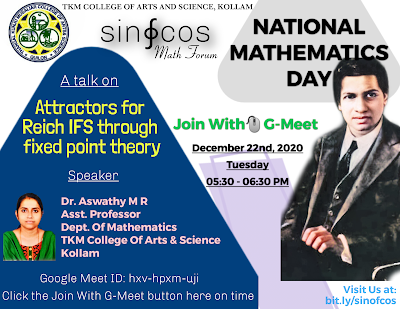 TKM COLLEGE OF ARTS AND SCIENCE, KOLLAM
sin∮cos
Math Forum
NATIONAL
MATHEMATICS
DAY
A talk on
Attractors for
Reich IFS through
fixed point theory
Join With G-Meet
December 22nd, 2020
Tuesday
05:30 - 06:30 PM
Speaker
Dr. Aswathy M R
Asst. Professor
Dept. Of Mathematics
TKM College Of Arts & Science
Kollam
Google Meet ID: hxv-hpxm-uji
Click the Join With G-Meet button here on time
Visit Us at:
bit.ly/sinofcos